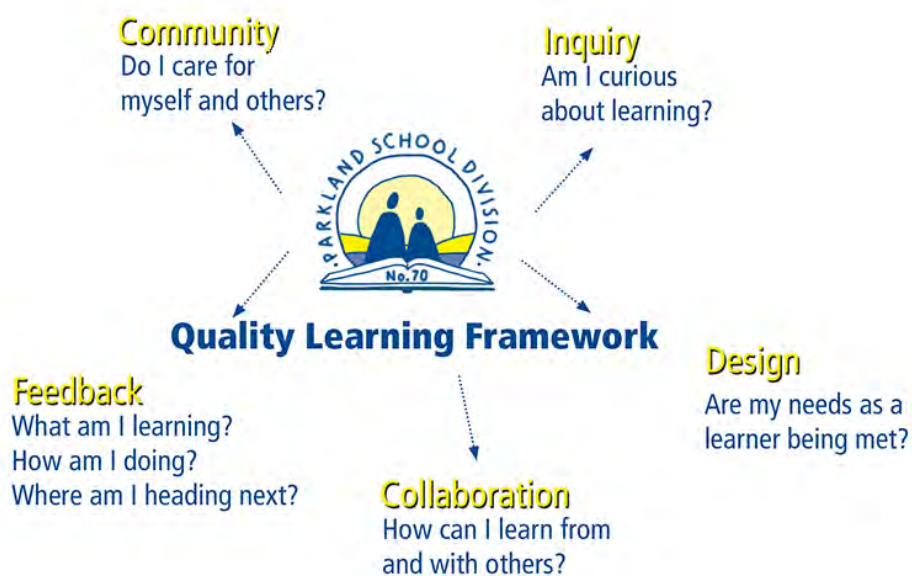 Community
Do I care for
myself and others?
Inquiry
Am I curious
about learning?
·PARKLAND SCHOOL DIVISION·
No.70
Quality Learning Framework
Feedback
What am I learning?
How am I doing?
Where am I heading next?
Design
Are my needs as a
learner being met?
Collaboration
How can I learn from
and with others?